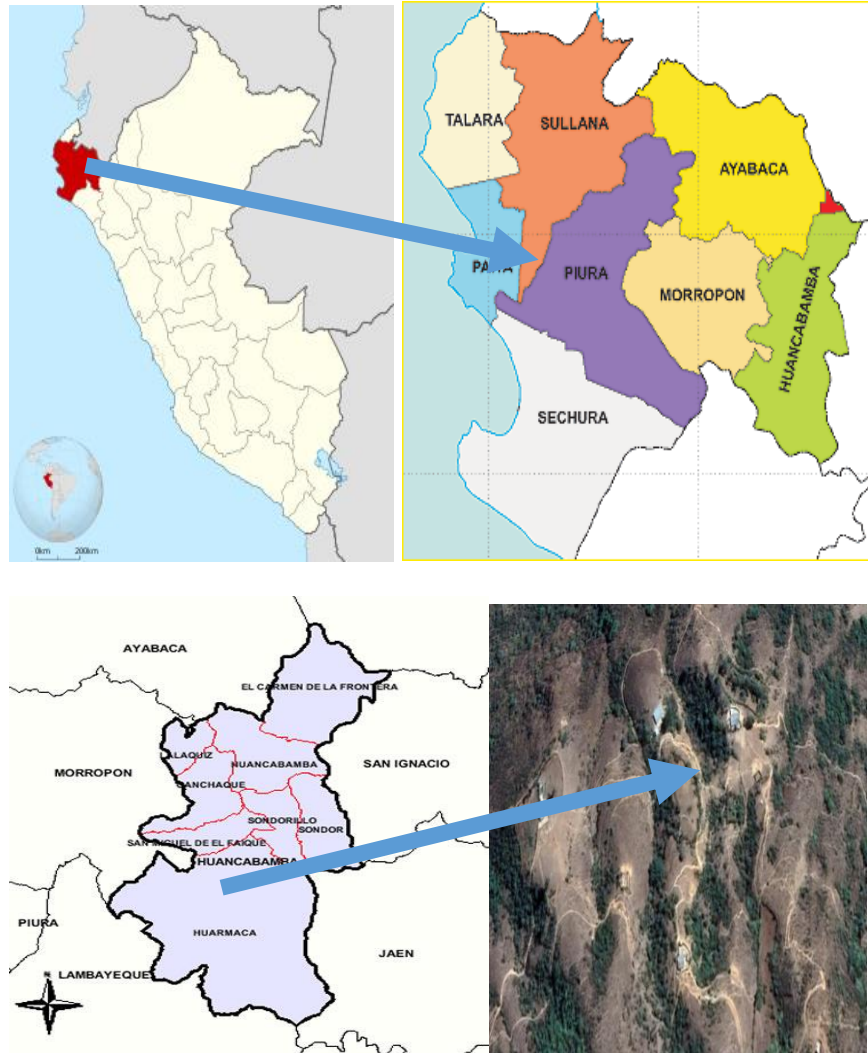 0km 200km
TALARA
SULLANA
AYABACA
PAITA
PIURA
MORROPON
HUANCABAMBA
SECHURA
AYABACA
EL CARMEN DE LA FRONTERA
LALAQUIZ
HUANCABAMBA
MORROPON
SAN IGNACIO
CANCHAQUE
SONDORILLO
SONDOR
SAN MIGUEL DE EL FAIQUE
HUANCABAMBA
PIURA
HUARMACA
JAEN
N
LAMBAYEQUE